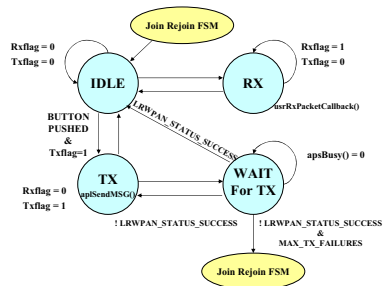 Join Rejoin FSM
Rxflag = 0
Txflag = 0
IDLE
Rxflag = 1
Txflag = 0
RX
usrRxPacketCallback()
LRWPAN_STATUS_SUCCESS
BUTTON
PUSHED
&
Txflag=1
apsBusy() = 0
TX
aplSendMSG()
WAIT
For TX
Rxflag = 0
Txflag = 1
! LRWPAN_STATUS_SUCCESS
! LRWPAN_STATUS_SUCCESS
&
MAX_TX_FAILURES
Join Rejoin FSM